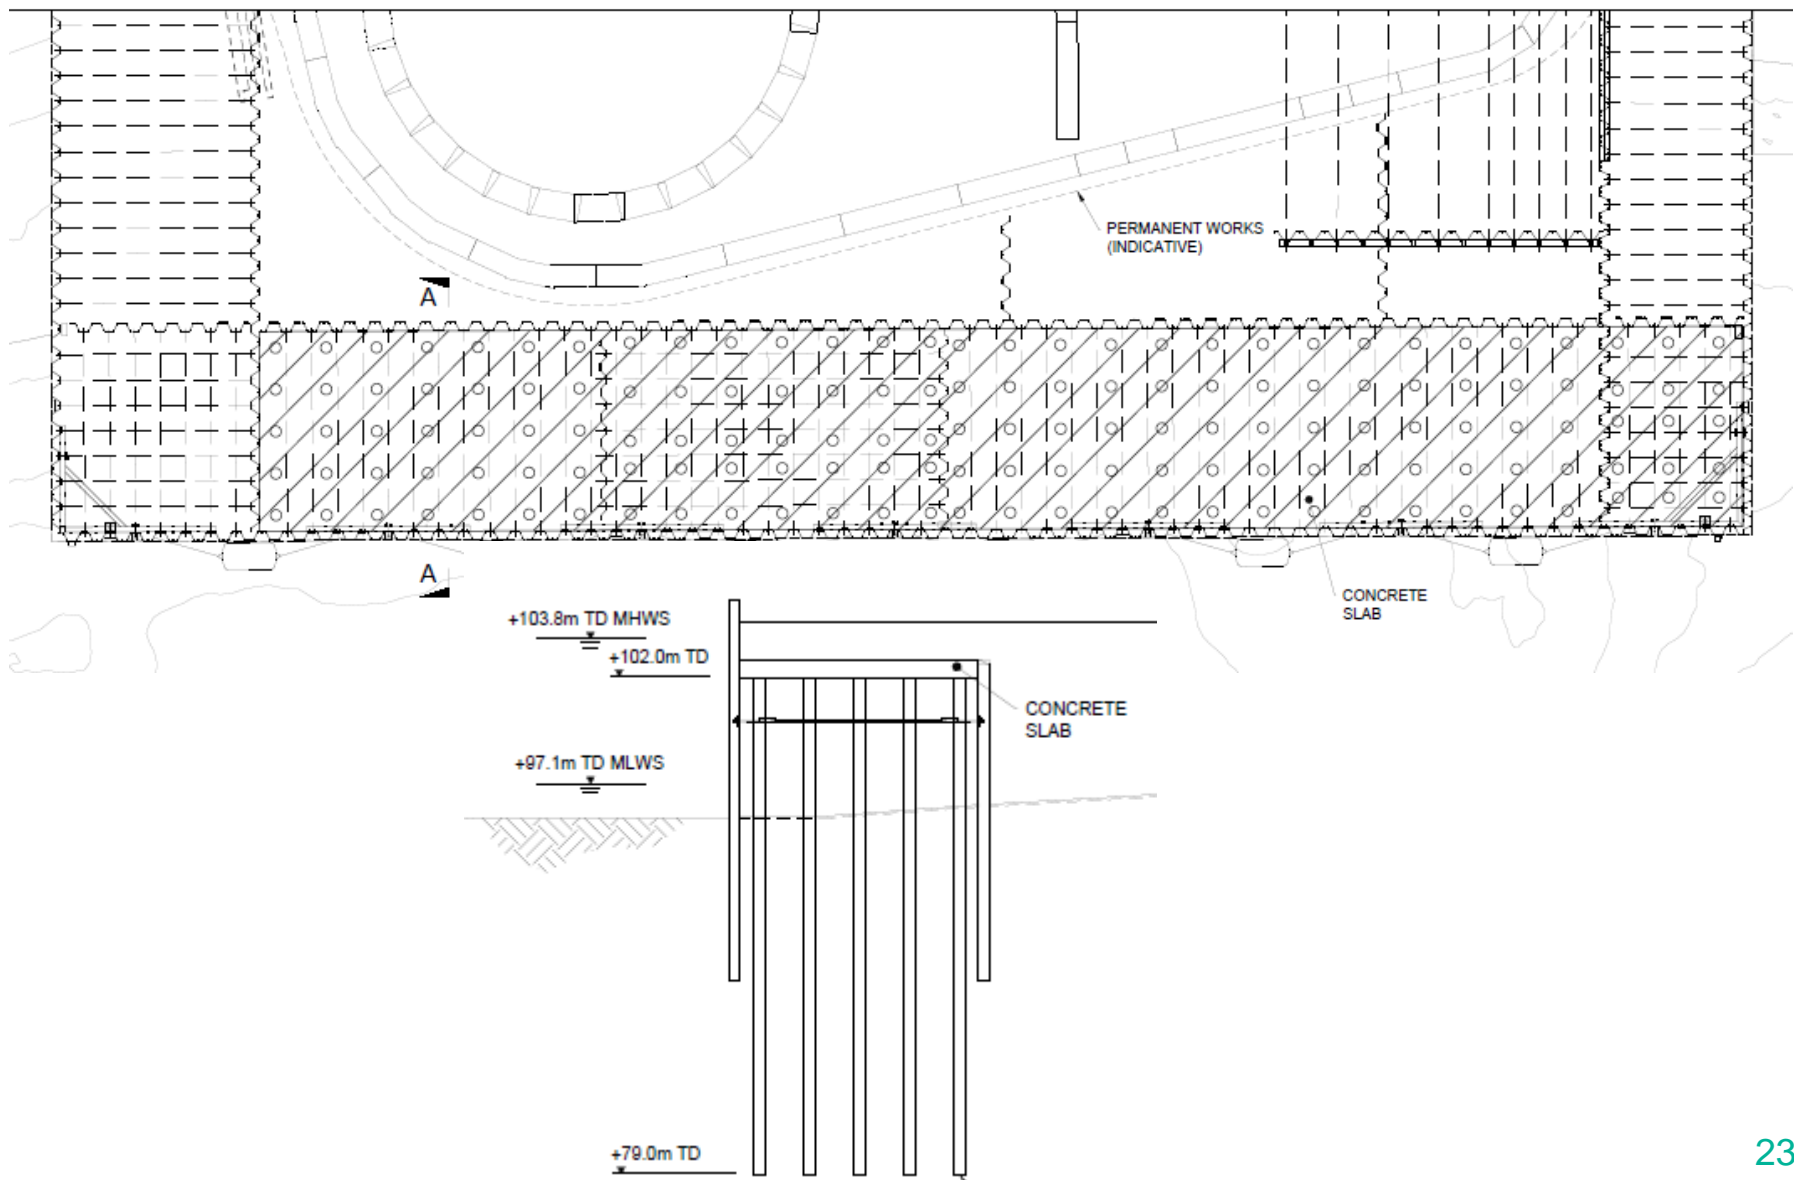 PERMANENT WORKS
(INDICATIVE)
A
A
CONCRETE
SLAB
+103.8m TD MHWS
+102.0m TD
CONCRETE
SLAB
+97.1m TD MLWS
+79.0m TD
23